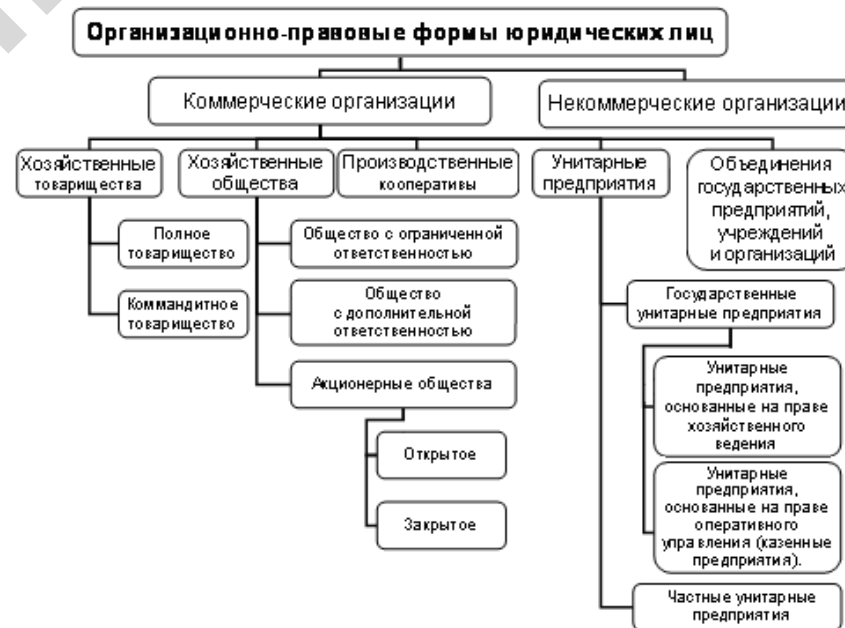 Организационно-правовые формы юридических лиц
Коммерческие организации
Некоммерческие организации
Хозяйственные
товарищества
Хозяйственные
общества
Производственные
кооперативы
Унитарные
предприятия
Объединения
государственных
предприятий,
учреждений
и организаций
Полное
товарищество
Коммандитное
товарищество
Общество с ограниченной
ответственностью
Общество
с дополнительной
ответственностью
Акционерные общества
Открытое
Закрытое
Государственные
унитарные предприятия
Унитарные
предприятия,
основанные на праве
хозяйственного
ведения
Унитарные
предприятия,
основанные на праве
оперативного
управления (казенные
предприятия).
Частные унитарные
предприятия